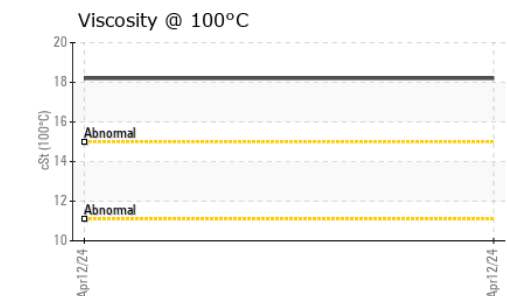 Viscosity @ 100°C
cSt (100°C)
20
18
16
Abnormal
14
12
Abnormal
10
Apr12/24
Apr12/24